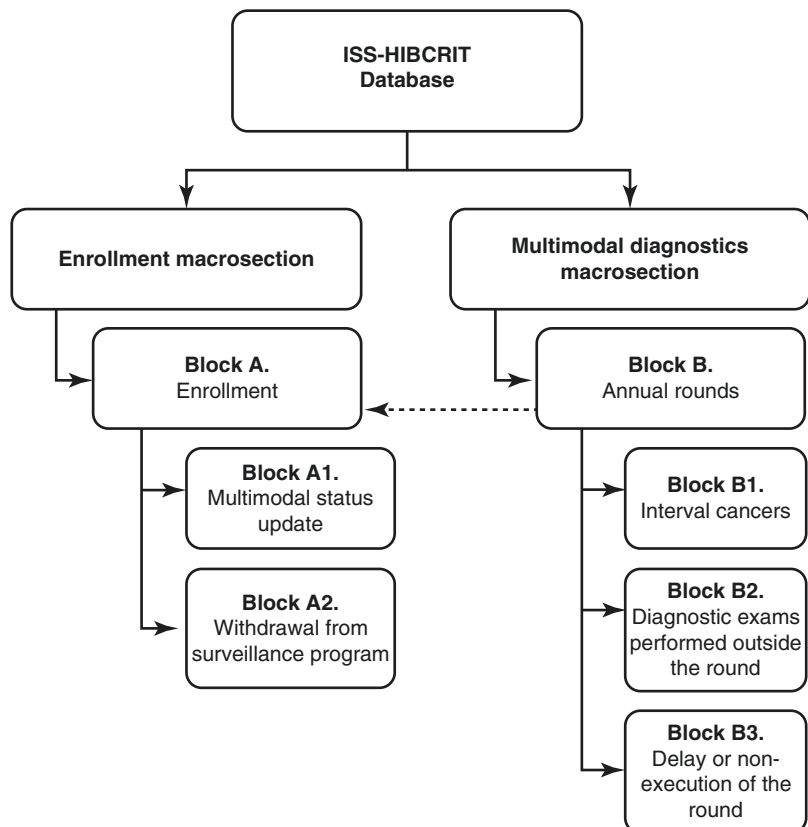 ISS-HIBCRIT
Database
Enrollment macrosection
Multimodal diagnostics
macrosection
Block A.
Enrollment
Block B.
Annual rounds
Block A1.
Multimodal status
update
Block B1.
Interval cancers
Block A2.
Withdrawal from
surveillance program
Block B2.
Diagnostic exams
performed outside
the round
Block B3.
Delay or non-
execution of the
round